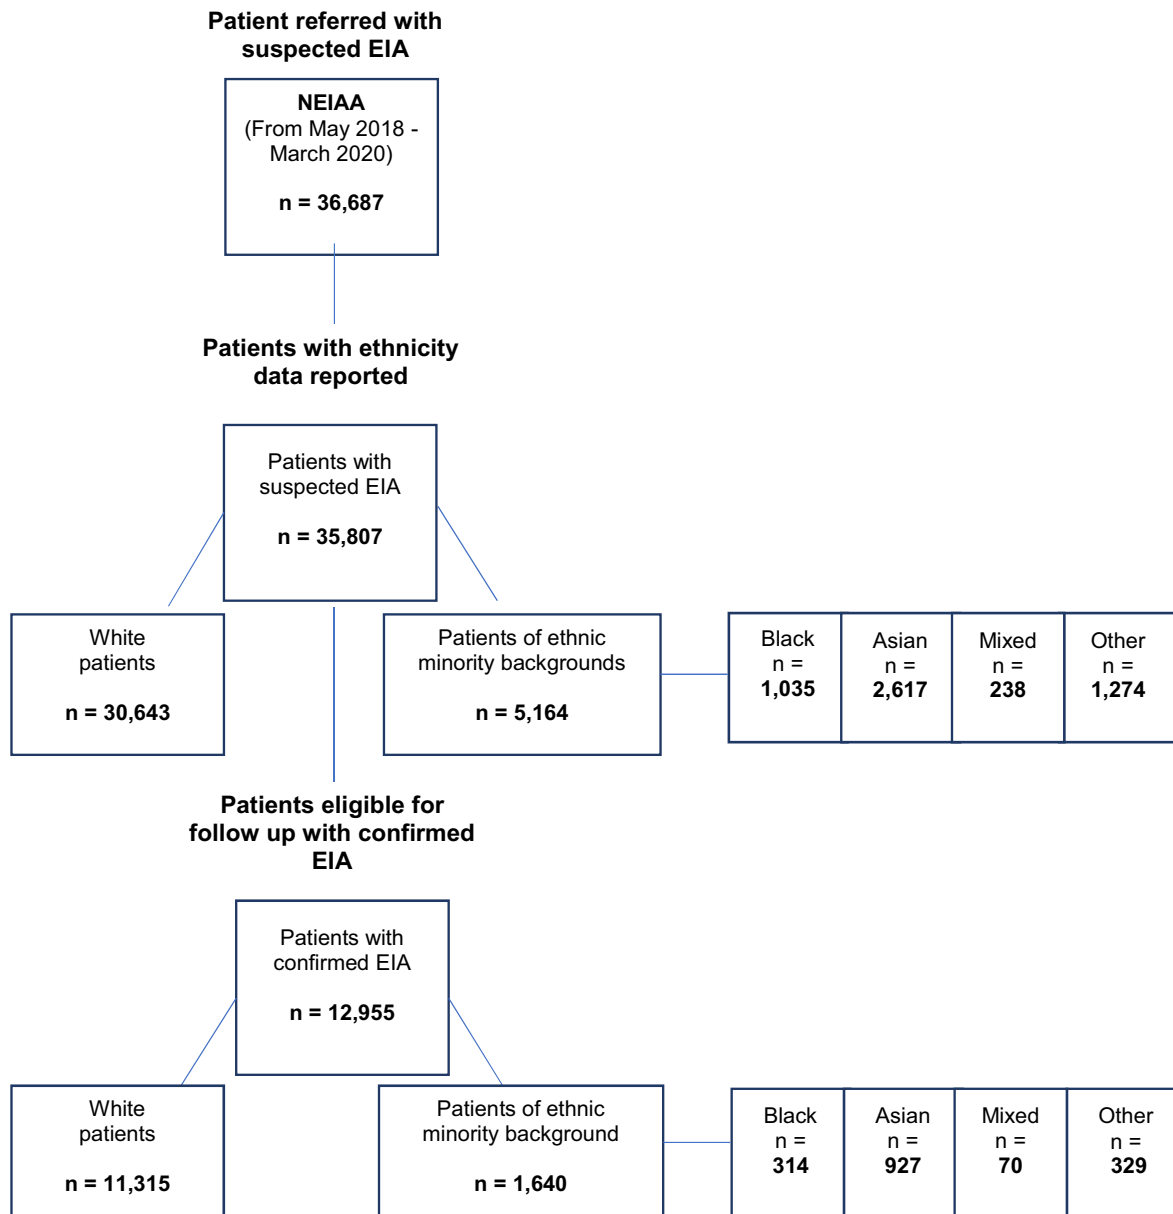 Patient referred with
suspected EIA
NEIAA
(From May 2018 -
March 2020)
n = 36,687
Patients with ethnicity
data reported
Patients with
suspected EIA
n = 35,807
White
patients
n = 30,643
Patients of ethnic
minority backgrounds
n = 5,164
Black
n =
1,035
Asian
n =
2,617
Mixed
n =
238
Other
n =
1,274
Patients eligible for
follow up with confirmed
EIA
Patients with
confirmed EIA
n = 12,955
White
patients
n = 11,315
Patients of ethnic
minority background
n = 1,640
Black
n =
314
Asian
n =
927
Mixed
n =
70
Other
n =
329